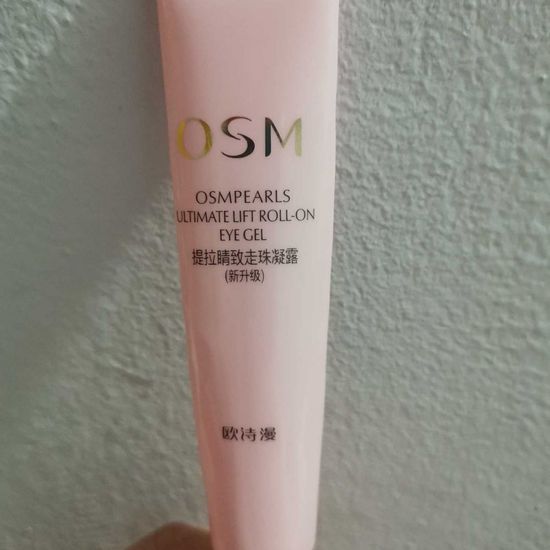 OSM
OSMPEARLS
ULTIMATE LIFT ROLL-ON
EYE GEL
提拉睛致走珠凝露
(新升级)
欧诗漫